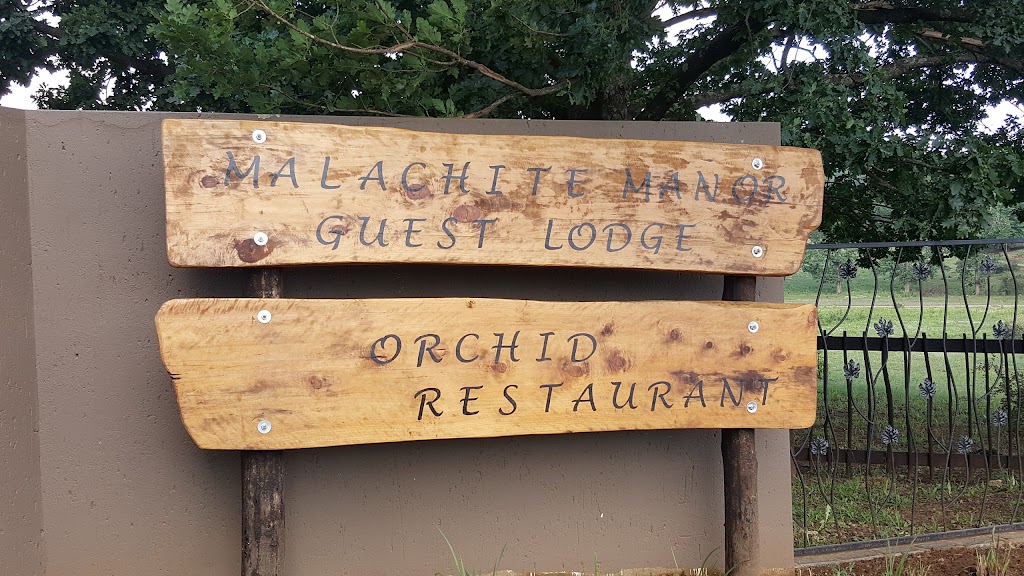 MALACHITE MANOR
GUEST LODGE
ORCHID
RESTAURANT